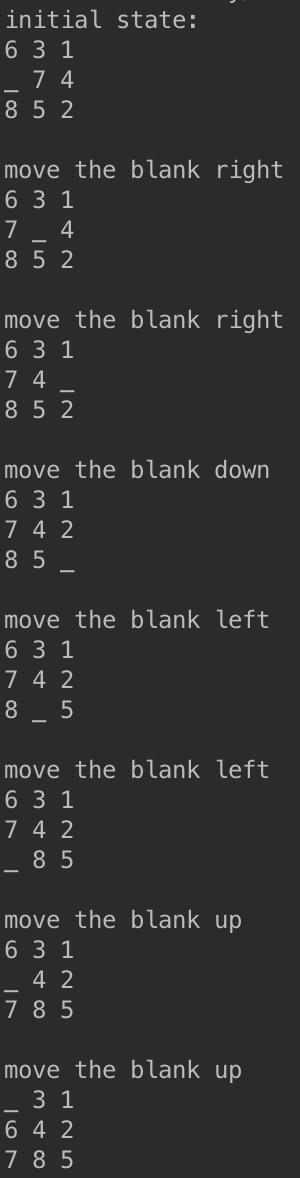 initial state:
6 3 1
_ 7 4
8 5 2

move the blank right
6 3 1
7 _ 4
8 5 2

move the blank right
6 3 1
7 4 _
8 5 2

move the blank down
6 3 1
7 4 2
8 5 _

move the blank left
6 3 1
7 4 2
8 _ 5

move the blank left
6 3 1
7 4 2
_ 8 5

move the blank up
6 3 1
_ 4 2
7 8 5

move the blank up
_ 3 1
6 4 2
7 8 5